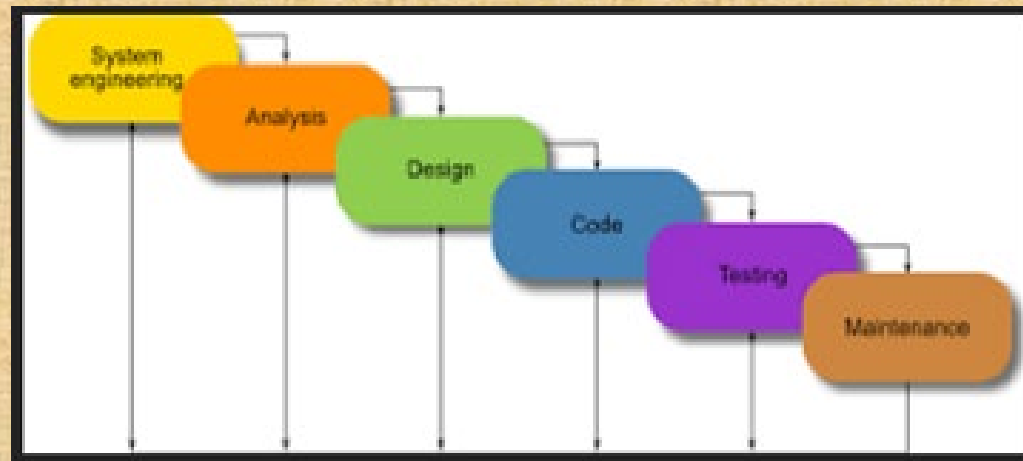 System
engineering
Analysis
Design
Code
Testing
Maintenance